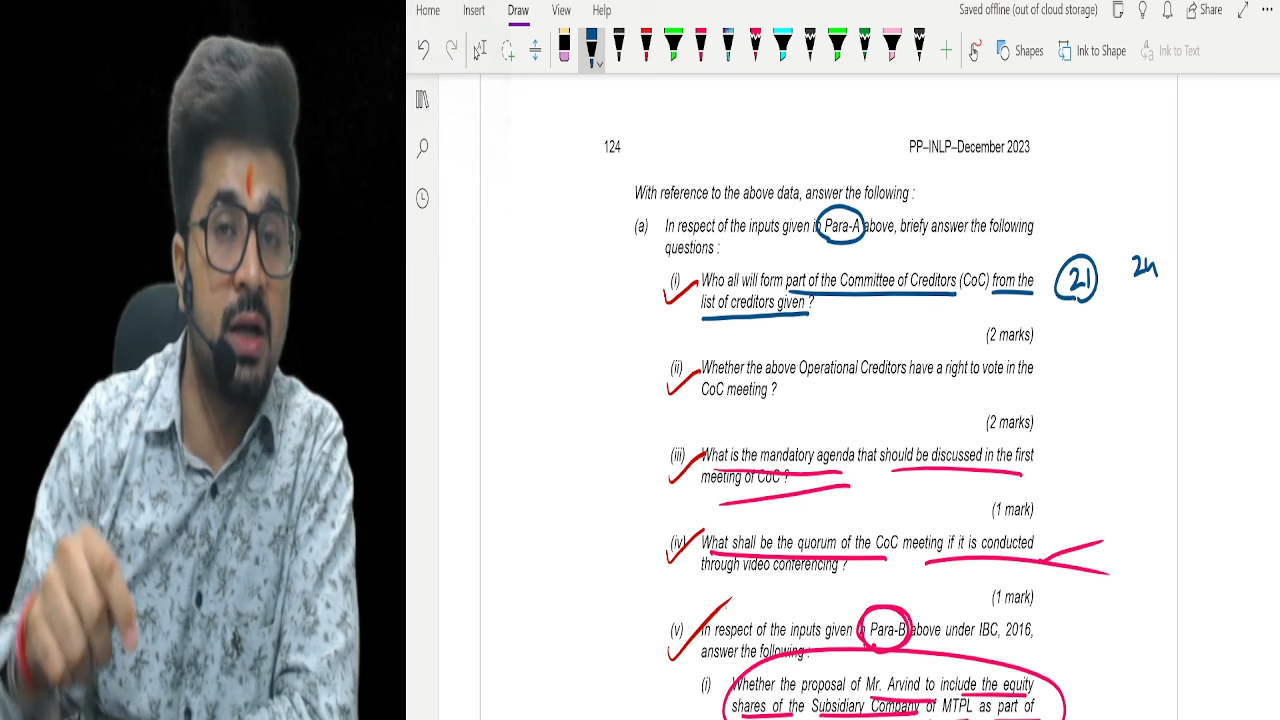 Home Insert Draw View Help Saved offline (out of cloud storage) Share
Shapes Ink to Shape Ink to Text
124 PP–INLP–December 2023
With reference to the above data, answer the following :
(a) In respect of the inputs given in Para-A above, briefly answer the following
questions :
(i) Who all will form part of the Committee of Creditors (CoC) from the
list of creditors given ?
21 24
(2 marks)
(ii) Whether the above Operational Creditors have a right to vote in the
CoC meeting ?
(2 marks)
(iii) What is the mandatory agenda that should be discussed in the first
meeting of CoC ?
(1 mark)
(iv) What shall be the quorum of the CoC meeting if it is conducted
through video conferencing ?
(1 mark)
(v) In respect of the inputs given in Para-B above under IBC, 2016,
answer the following :
(i) Whether the proposal of Mr. Arvind to include the equity
shares of the Subsidiary Company of MTPL as part of